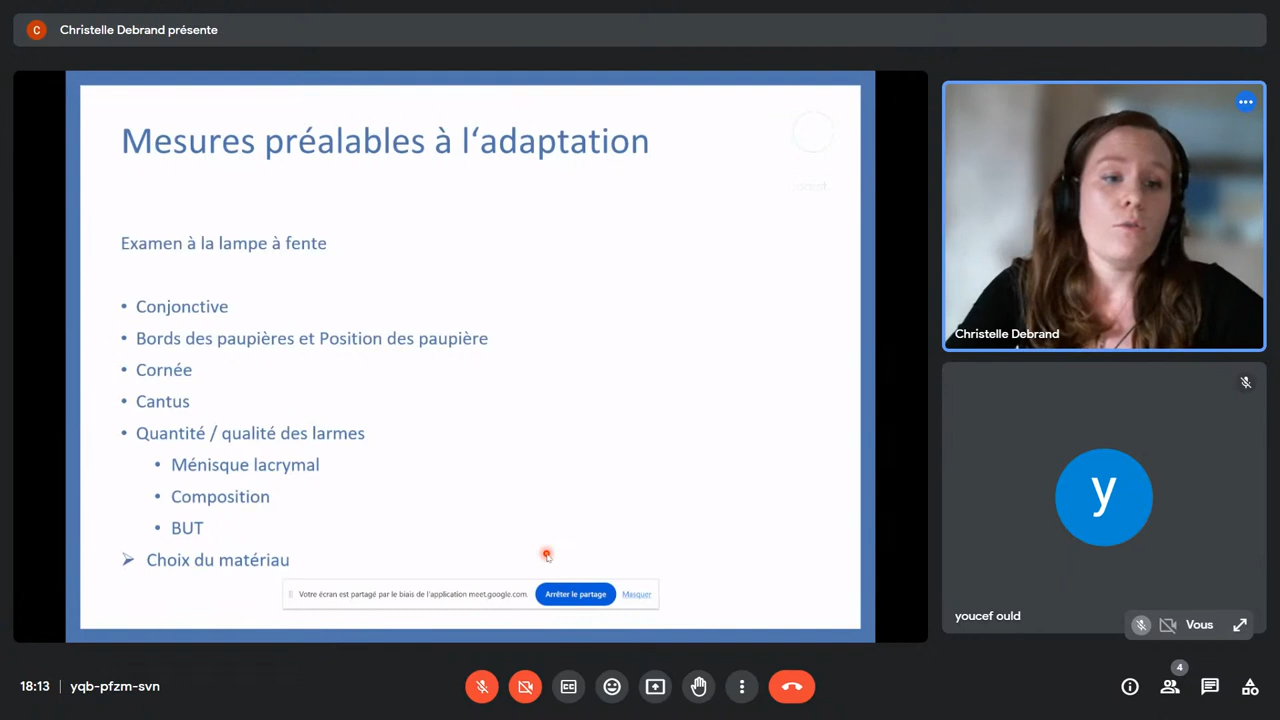 C Christelle Debrand présente
Mesures préalables à l‘adaptation
Examen à la lampe à fente
• Conjonctive
• Bords des paupières et Position des paupière
• Cornée
• Cantus
• Quantité / qualité des larmes
• Ménisque lacrymal
• Composition
• BUT
➢ Choix du matériau
Votre écran est partagé par le biais de l'application meet.google.com. Arrêter le partage Masquer
Christelle Debrand
y
youcef ould
Vous
18:13 | yqb-pfzm-svn
4